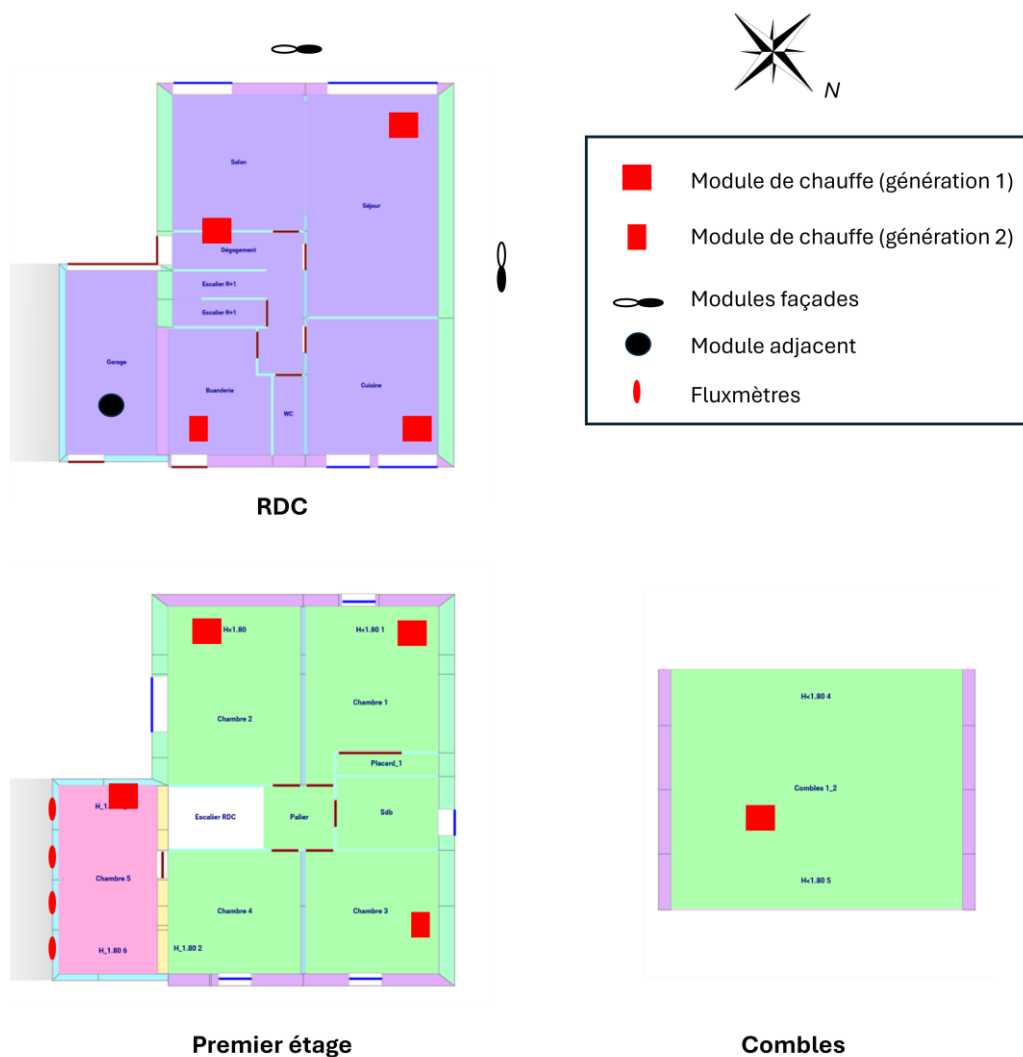 N
Salon
Séjour
Dégagement
Escalier R+1
Escalier R+1
Garage
Buanderie
Cuisine
WC
RDC
Module de chauffe (génération 1)
Module de chauffe (génération 2)
Modules façades
Module adjacent
Fluxmètres
H<1.80
H<1.80 1
Chambre 2
Chambre 1
Placard_1
H_1.80
Escalier RDC
Palier
Sdb
Chambre 5
Chambre 4
Chambre 3
H_1.80 6
H_1.80 2
Premier étage
H<1.80 4
Combles 1_2
H<1.80 5
Combles